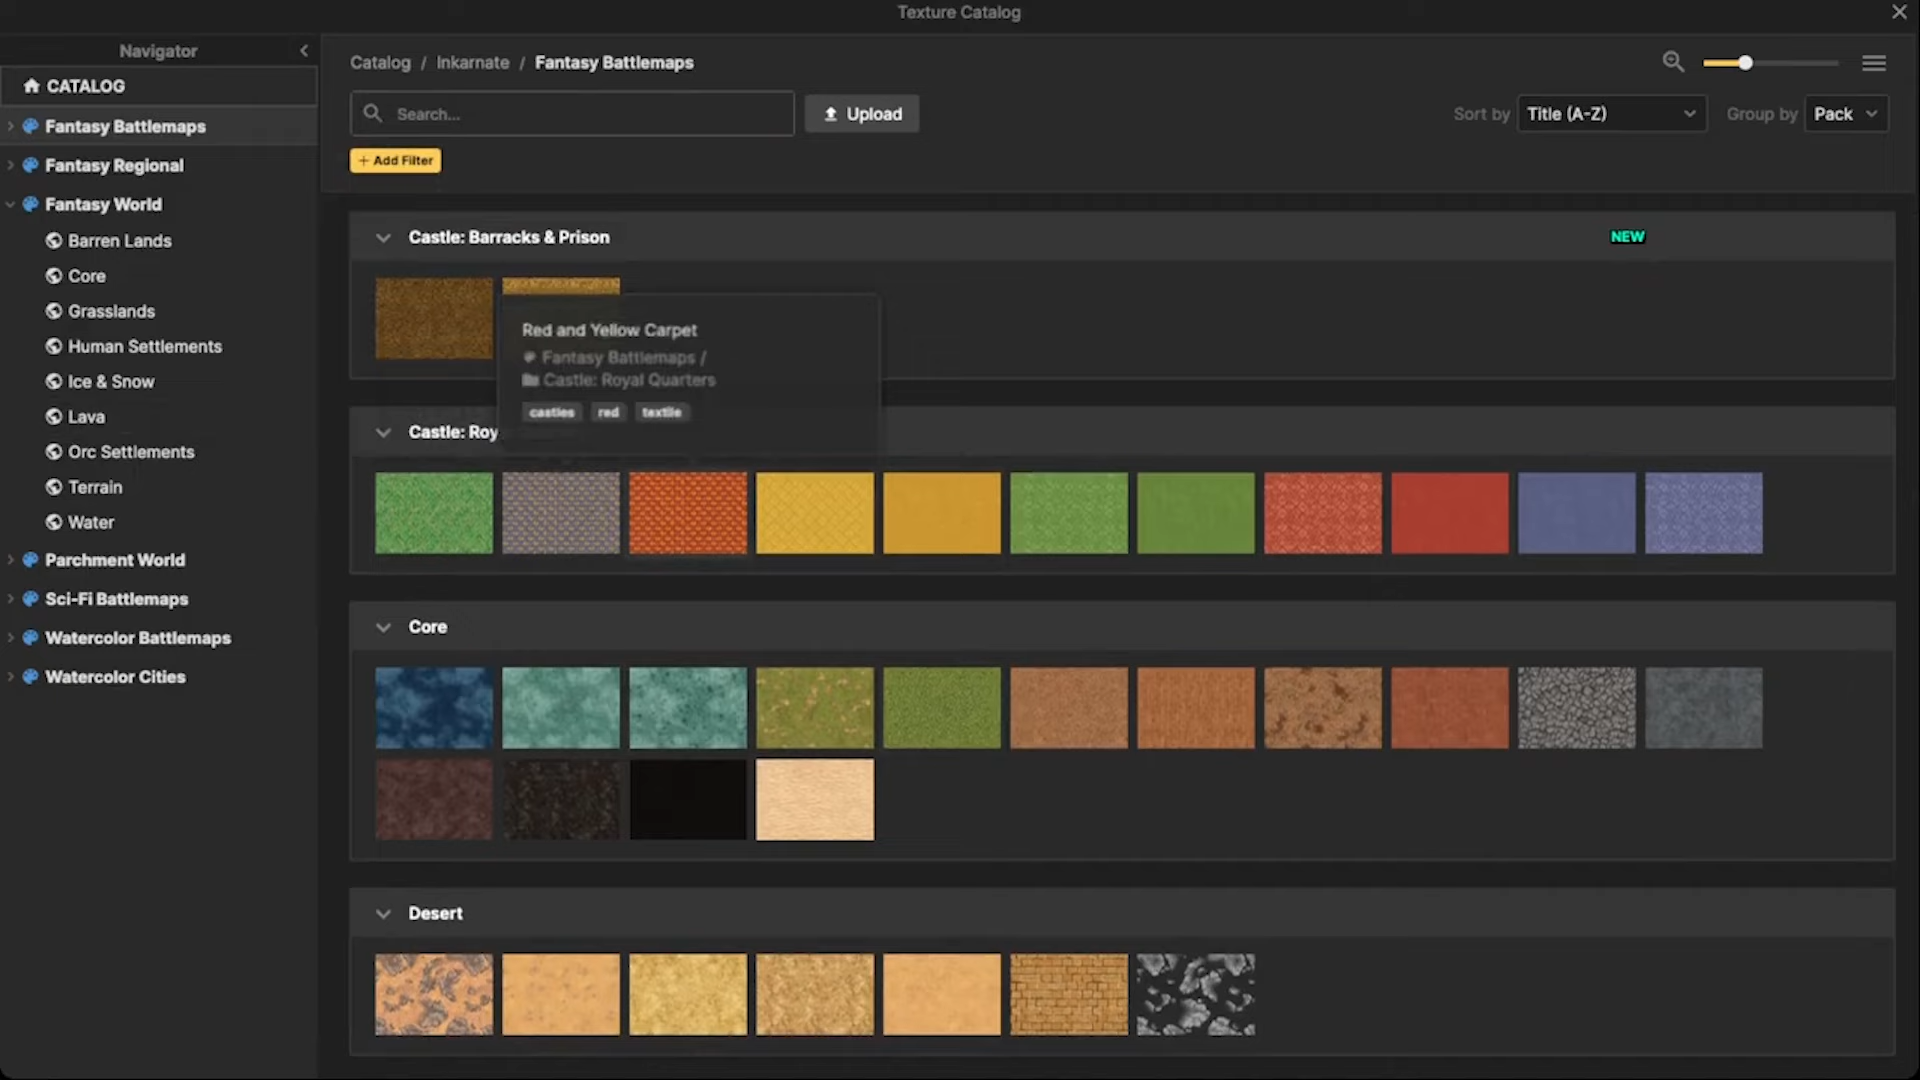 Texture Catalog
Navigator
CATALOG
Fantasy Battlemaps
Fantasy Regional
Fantasy World
Barren Lands
Core
Grasslands
Human Settlements
Ice & Snow
Lava
Orc Settlements
Terrain
Water
Parchment World
Sci-Fi Battlemaps
Watercolor Battlemaps
Watercolor Cities
Catalog / Inkarnate / Fantasy Battlemaps
Search...
Upload
Sort by Title (A-Z) Group by Pack
+ Add Filter
Castle: Barracks & Prison NEW
Red and Yellow Carpet
Fantasy Battlemaps /
Castle: Royal Quarters
castles red textile
Castle: Roy
Core
Desert